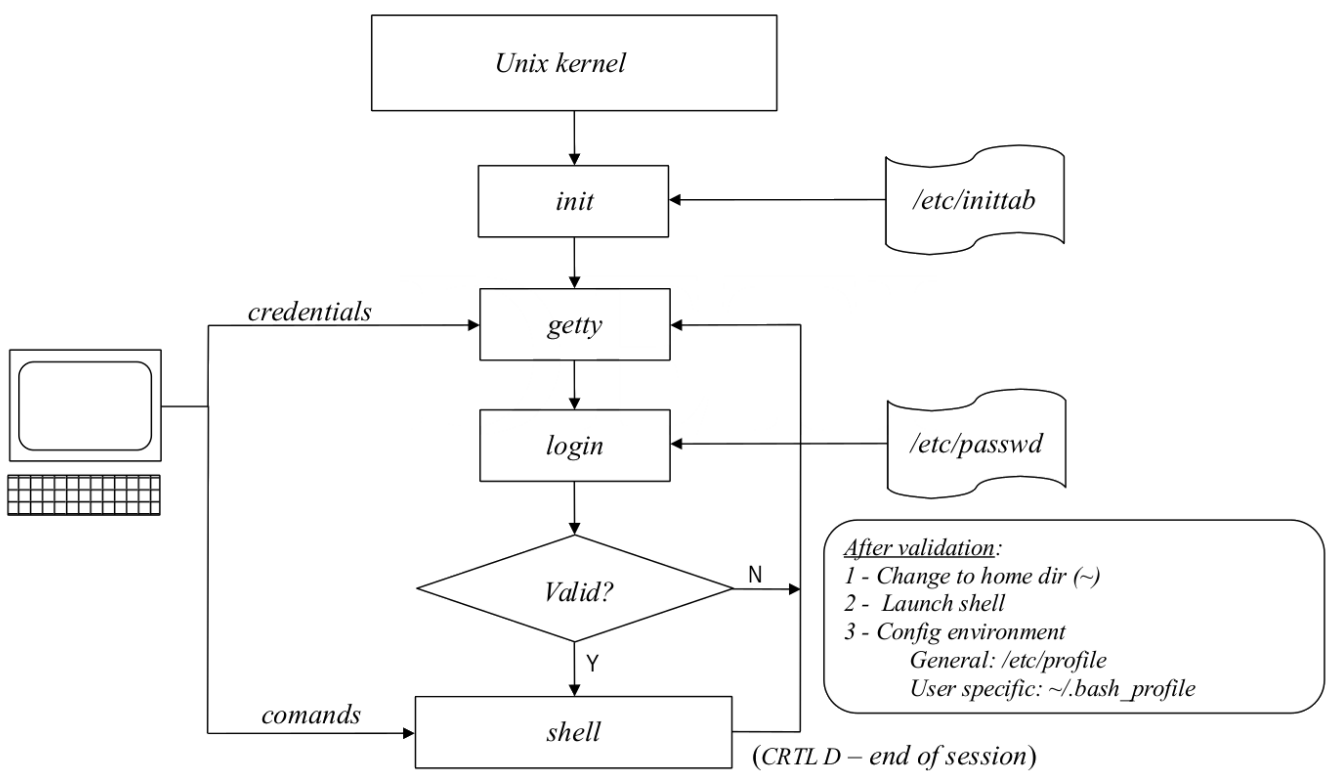 Unix kernel
init
/etc/inittab
credentials
getty
login
/etc/passwd
Valid?
N
Y
After validation:
1 - Change to home dir (~)
2 - Launch shell
3 - Config environment
General: /etc/profile
User specific: ~/.bash_profile
comands
shell
(CRTL D – end of session)